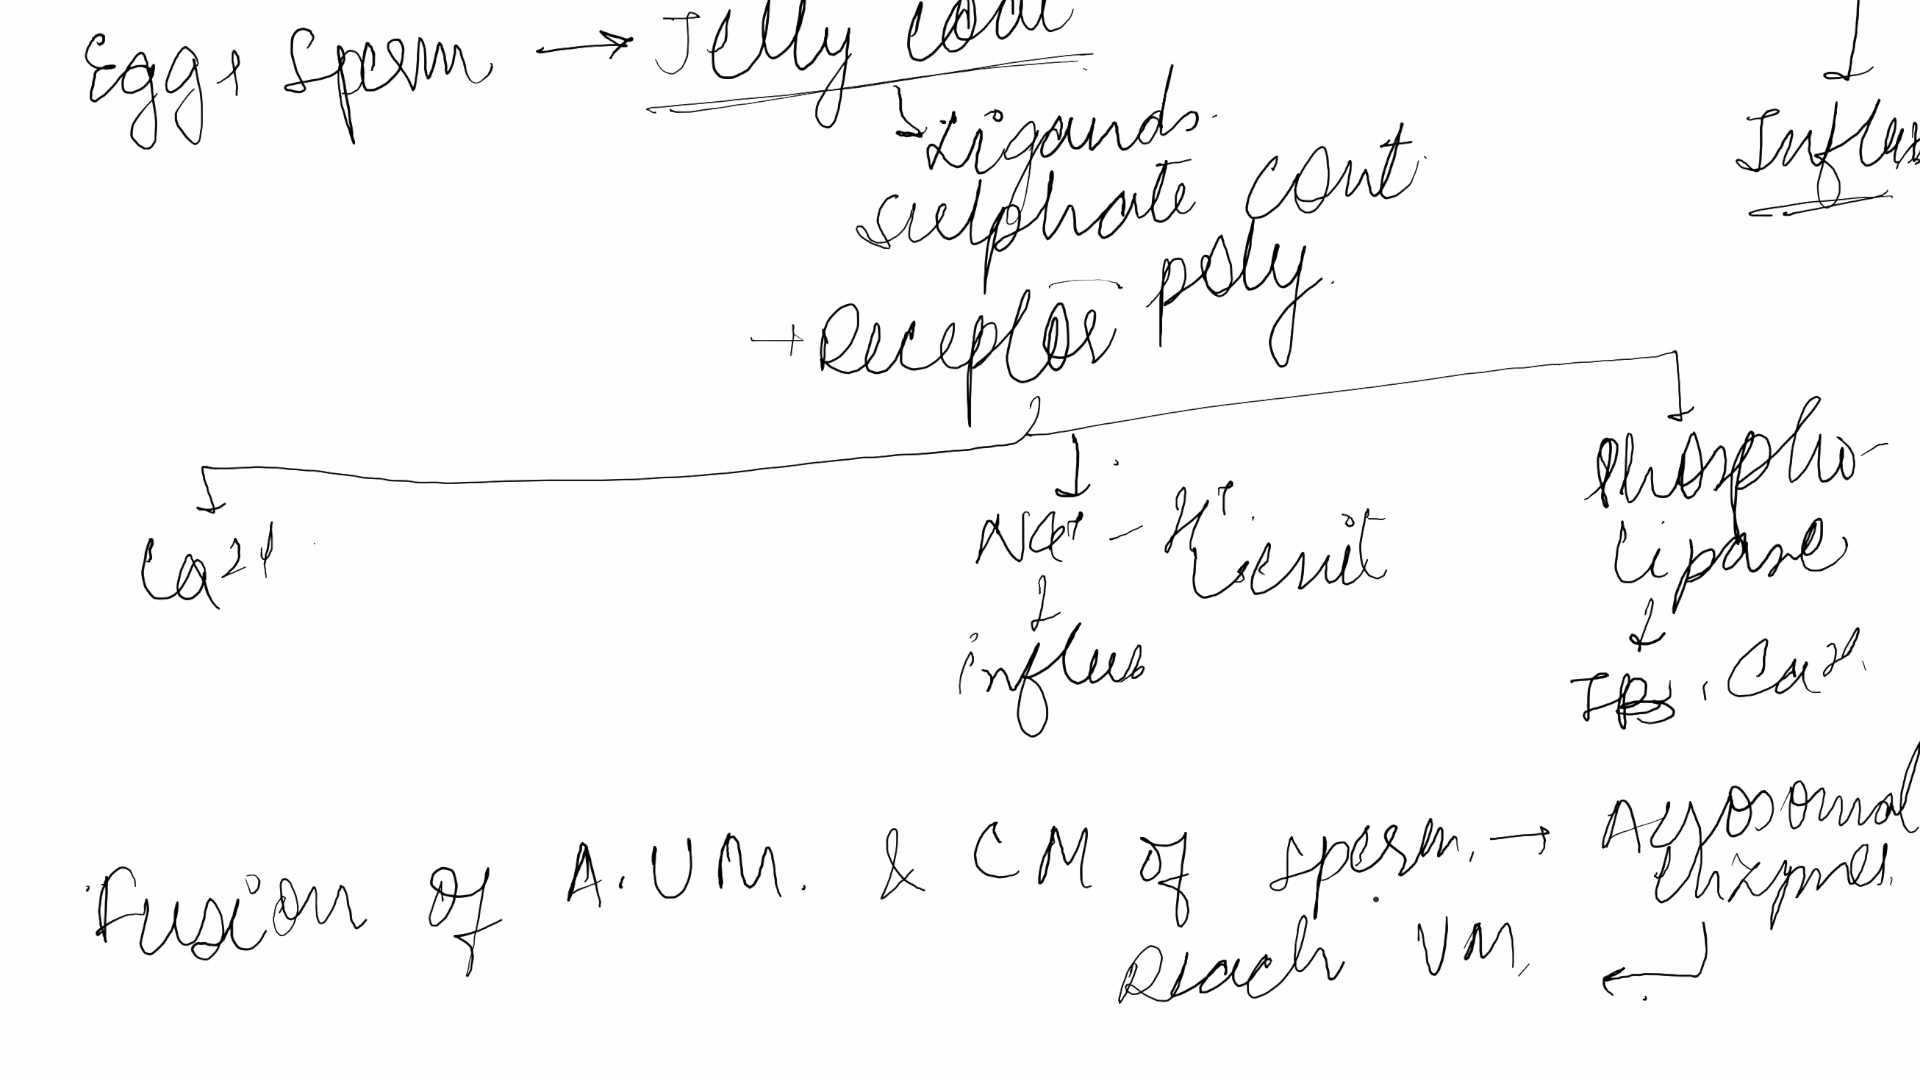 Egg + Sperm → Jelly coat
Ligands.
sulphate cont
poly.
→ Receptor
Influx
Ca2+
Na+ - H+ exit
influx
Phospho-
lipase
IP3, Ca2+.
Fusion of A.V.M. & CM of sperm. → Acrosomal
Enzymes.
Reach VM.